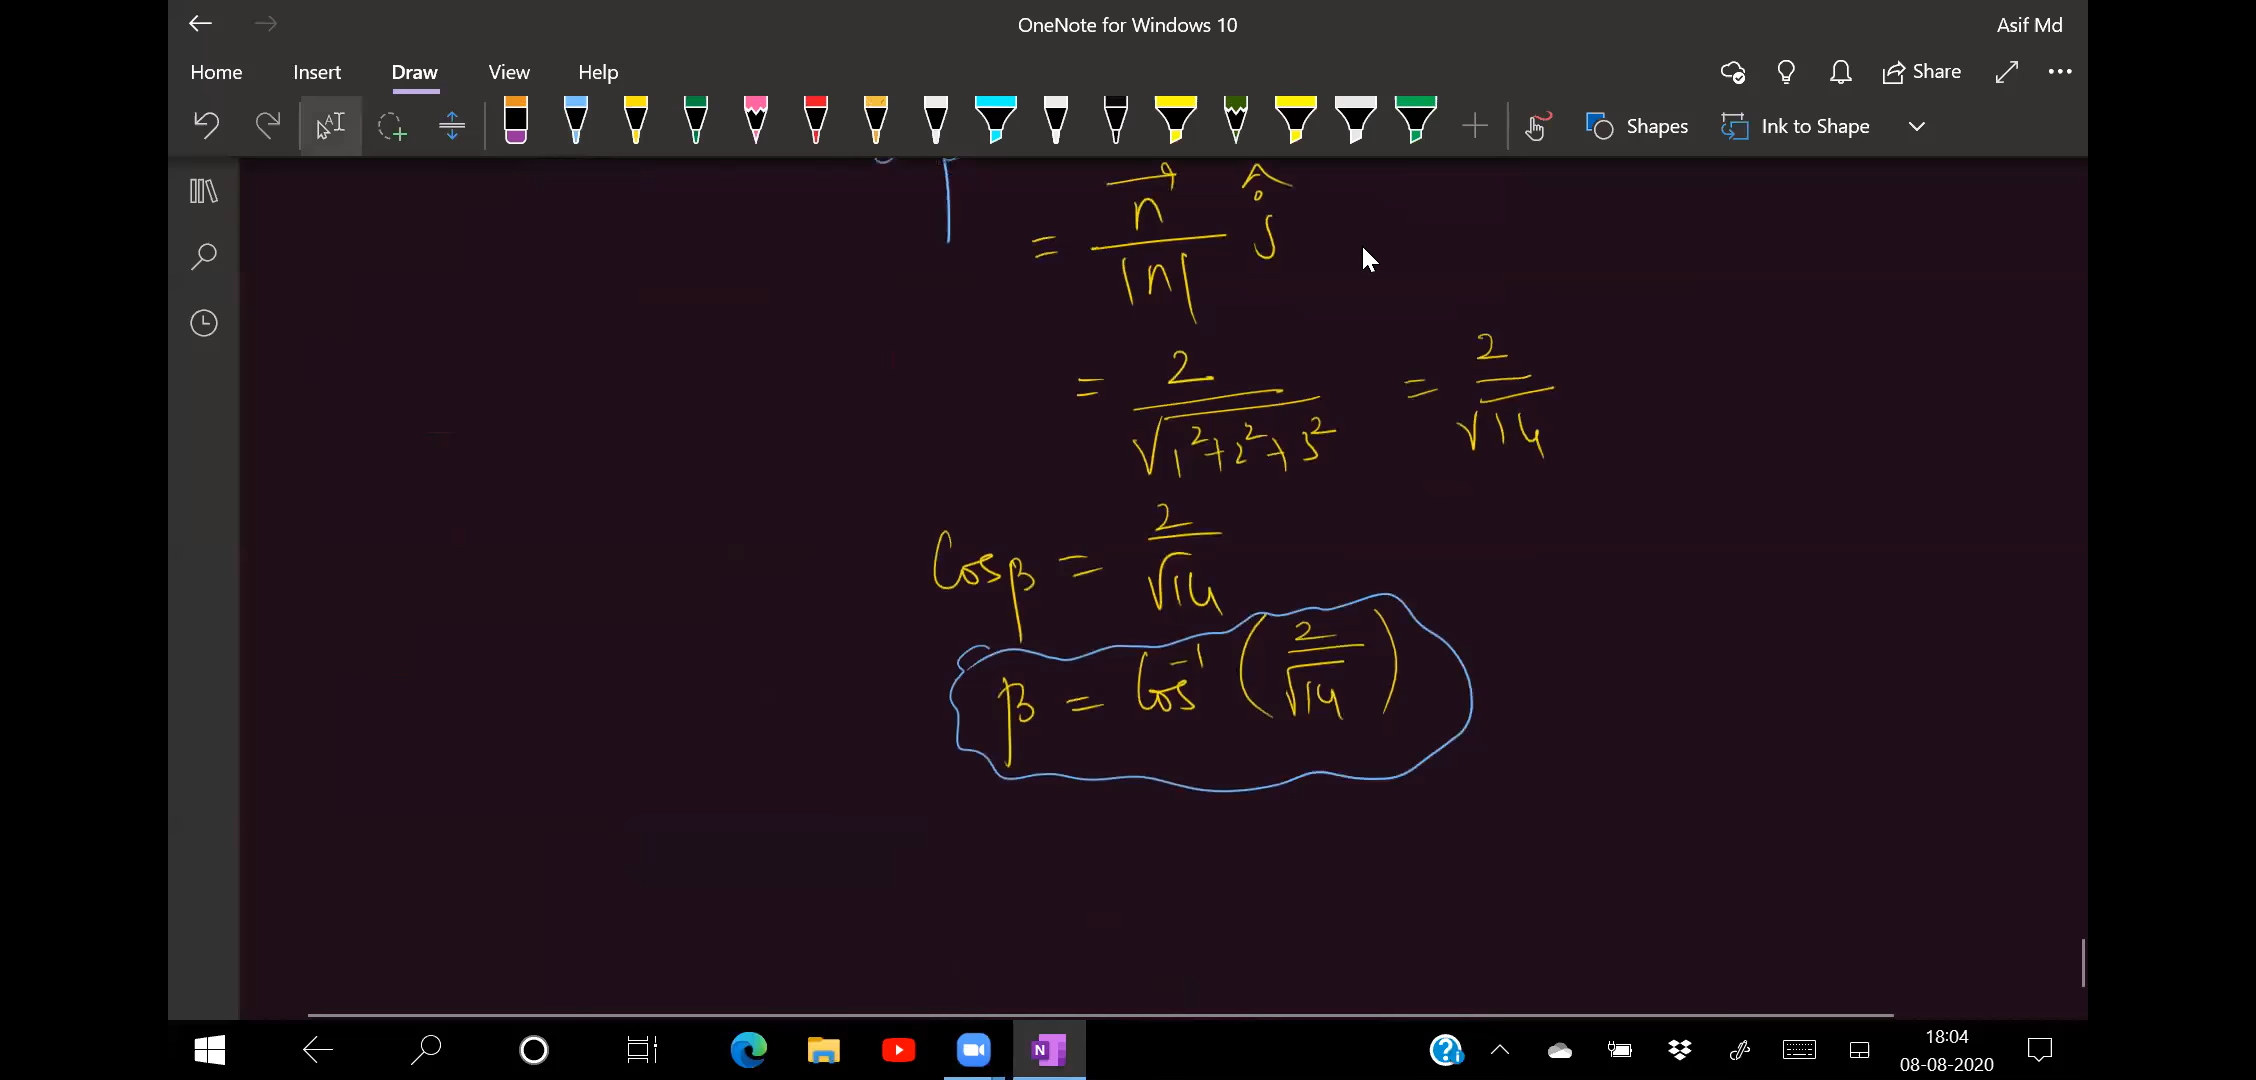 OneNote for Windows 10
Asif Md
Home Insert Draw View Help
Share
Shapes
Ink to Shape
= n⃗ / |n| ĵ
= 2 / √1²+2²+3² = 2 / √14
Cosβ = 2 / √14
β = Cos⁻¹ (2 / √14)
18:04
08-08-2020